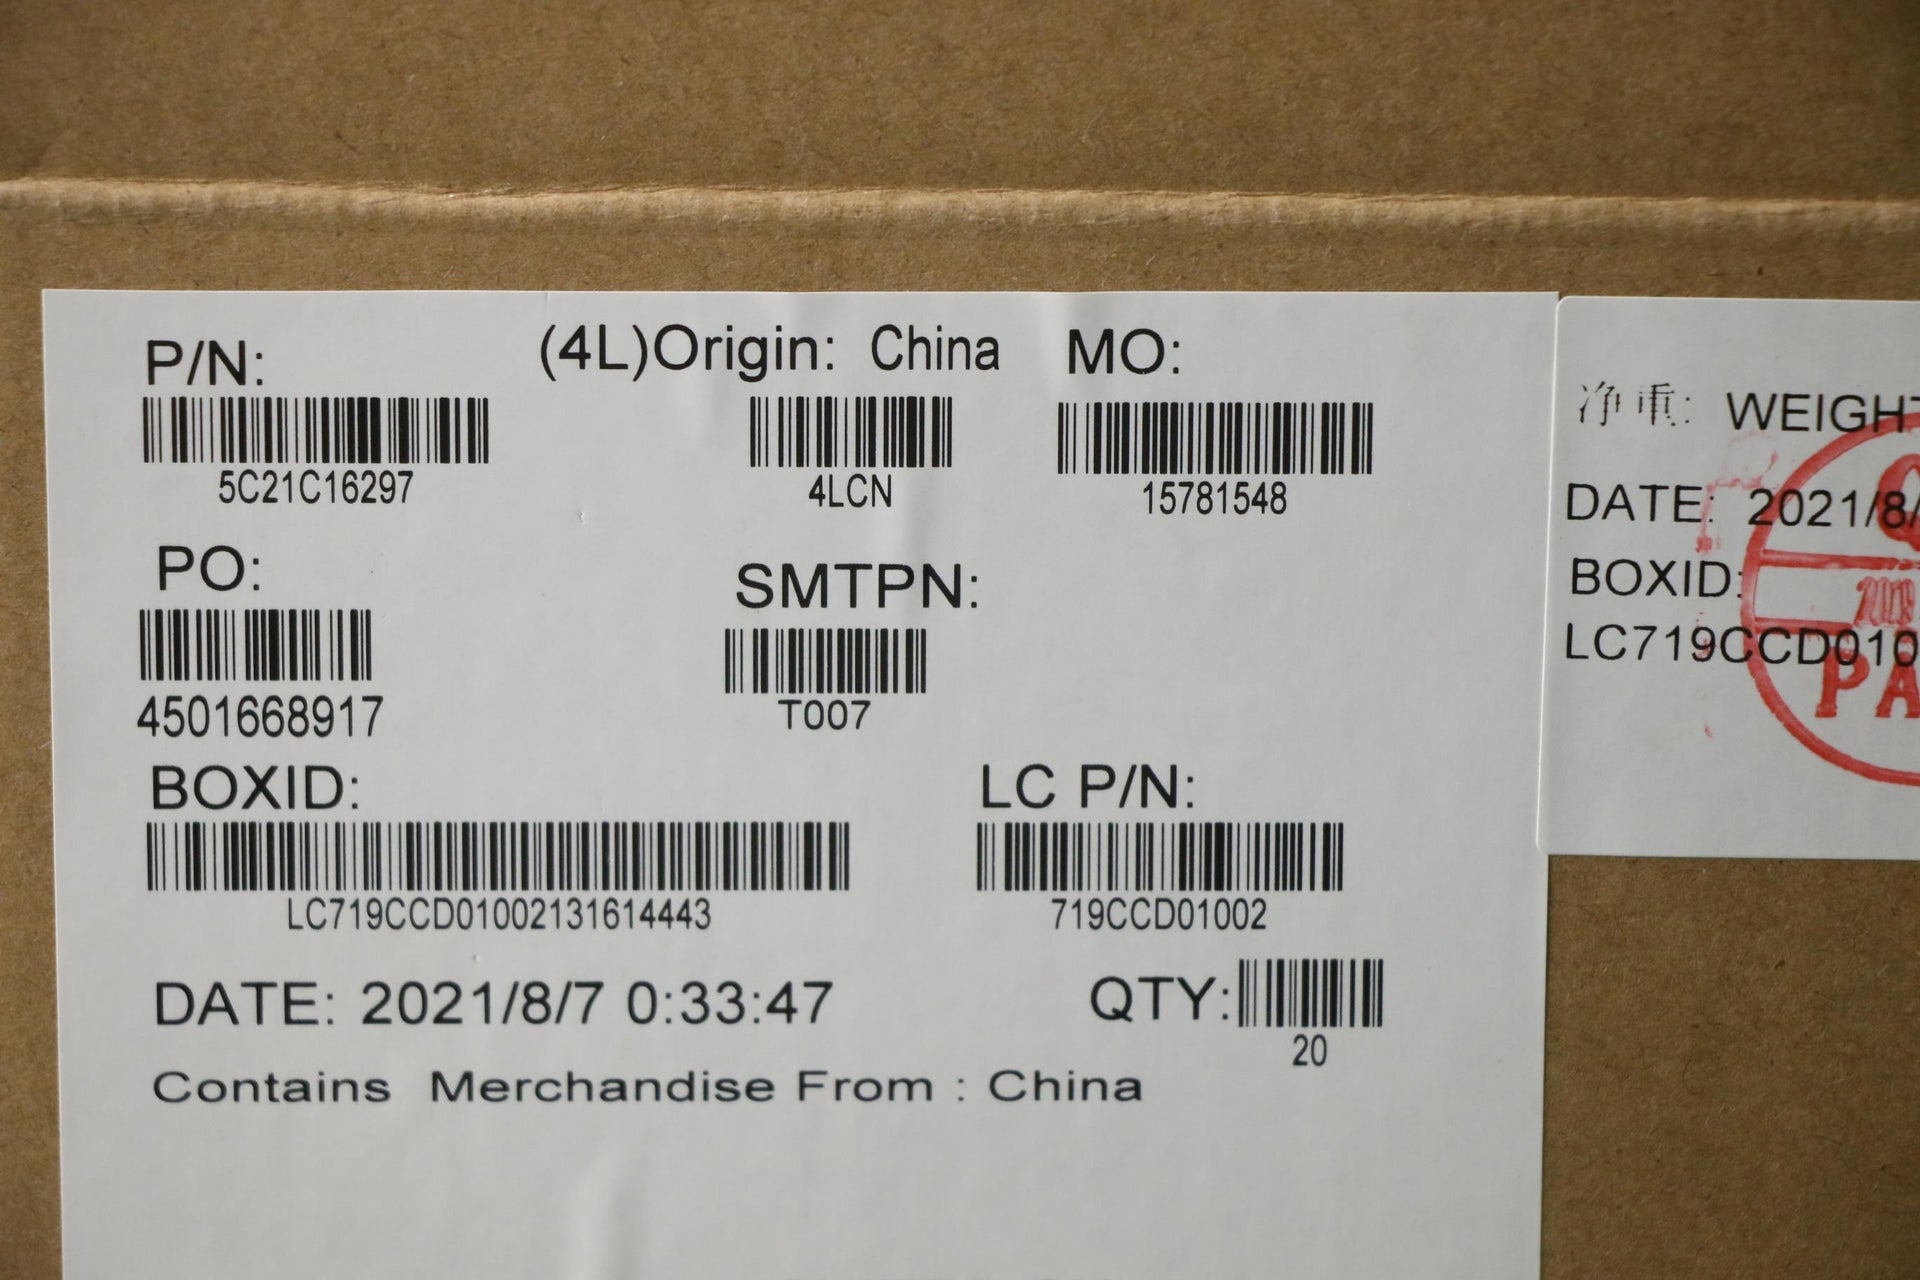 P/N:
(4L)Origin: China
MO:
5C21C16297
4LCN
15781548
PO:
SMTPN:
4501668917
T007
BOXID:
LC P/N:
LC719CCD01002131614443
719CCD01002
DATE: 2021/8/7 0:33:47
QTY:
20
Contains Merchandise From : China
净重: WEIGHT
DATE: 2021/8/
BOXID:
LC719CCD010
PA